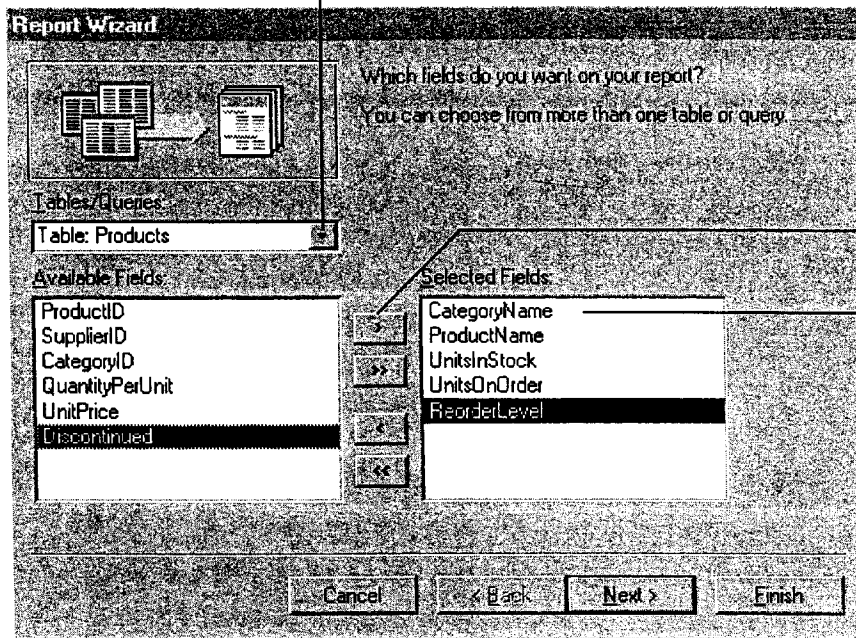 Report Wizard
Which fields do you want on your report?
You can choose from more than one table or query.
Tables/Queries:
Table: Products
Available Fields:
ProductID
SupplierID
CategoryID
QuantityPerUnit
UnitPrice
Discontinued
>
>>
<
<<
Selected Fields:
CategoryName
ProductName
UnitsInStock
UnitsOnOrder
ReorderLevel
Cancel
< Back
Next >
Finish